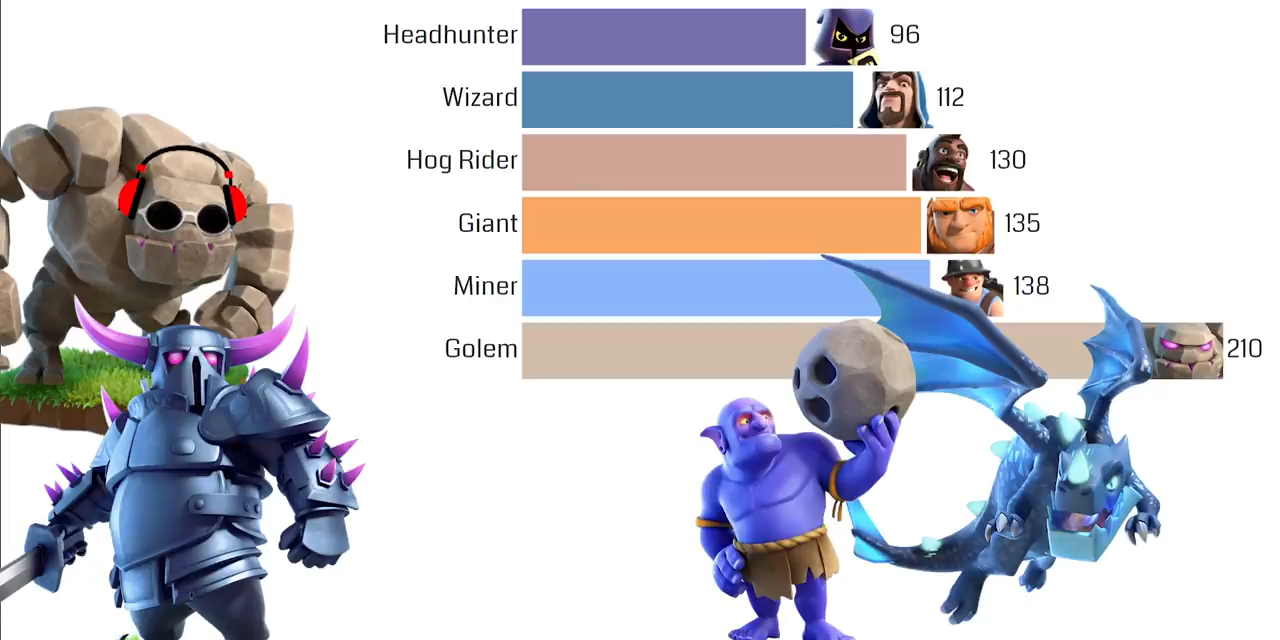 Headhunter 96
Wizard 112
Hog Rider 130
Giant 135
Miner 138
Golem 210